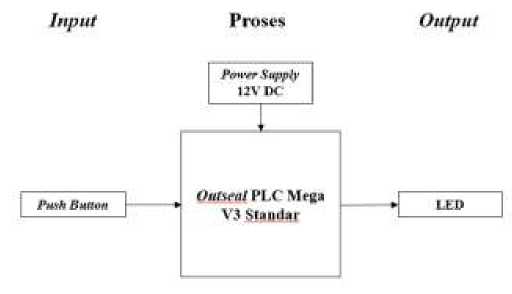 Input Proses Output
Power Supply
12V DC
Push Button
Outseal PLC Mega
V3 Standar
LED